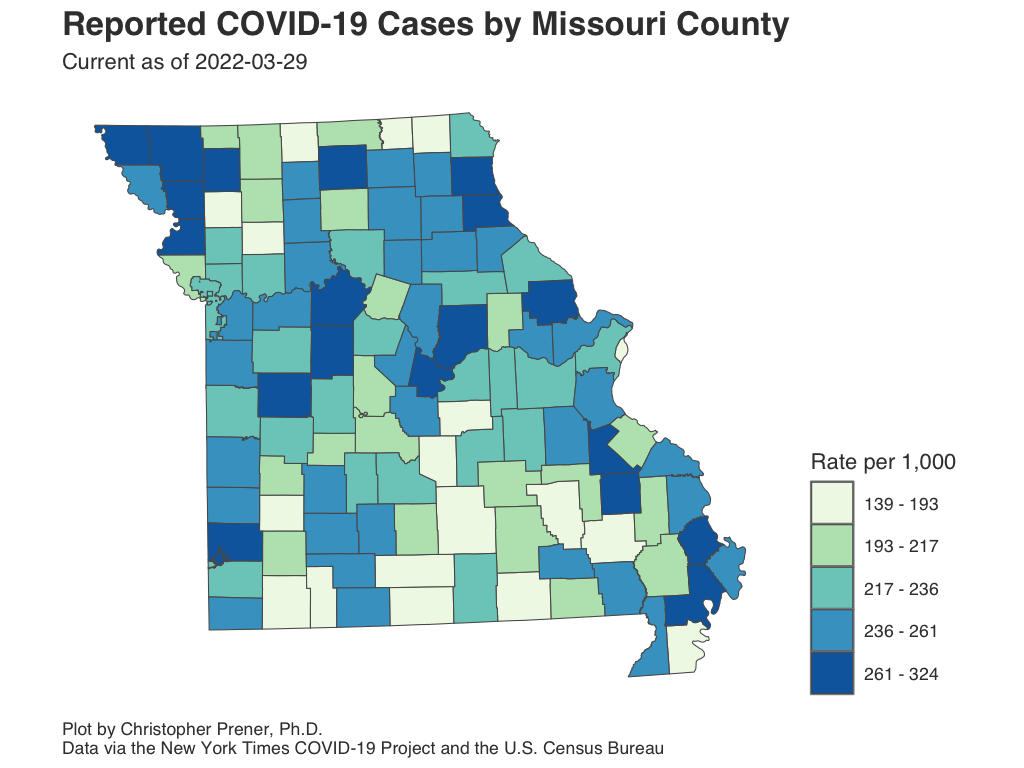 Reported COVID-19 Cases by Missouri County
Current as of 2022-03-29
Rate per 1,000
139 - 193
193 - 217
217 - 236
236 - 261
261 - 324
Plot by Christopher Prener, Ph.D.
Data via the New York Times COVID-19 Project and the U.S. Census Bureau